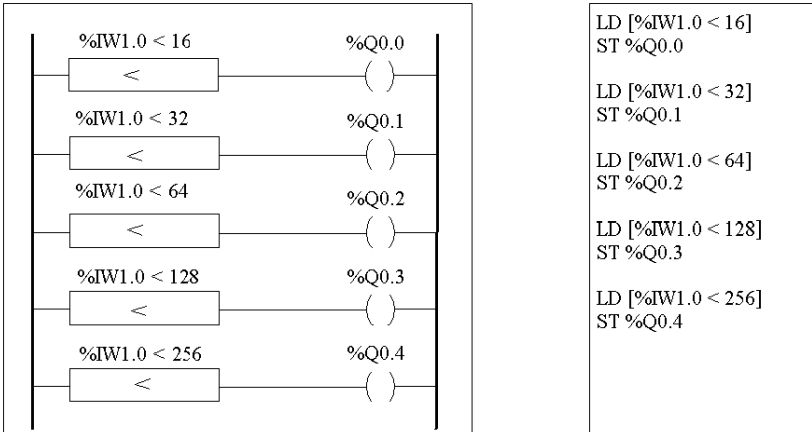 %IW1.0 < 16 %Q0.0
< ( )
%IW1.0 < 32 %Q0.1
< ( )
%IW1.0 < 64 %Q0.2
< ( )
%IW1.0 < 128 %Q0.3
< ( )
%IW1.0 < 256 %Q0.4
< ( )
LD [%IW1.0 < 16]
ST %Q0.0
LD [%IW1.0 < 32]
ST %Q0.1
LD [%IW1.0 < 64]
ST %Q0.2
LD [%IW1.0 < 128]
ST %Q0.3
LD [%IW1.0 < 256]
ST %Q0.4